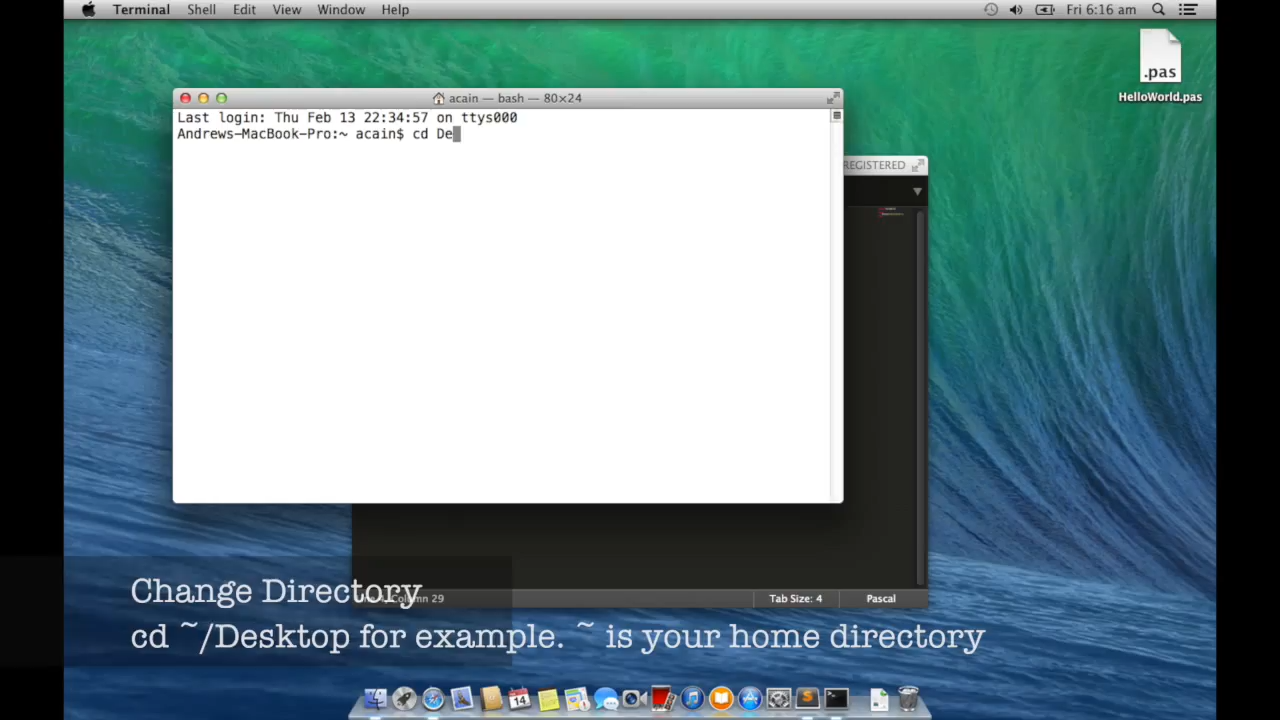 Terminal Shell Edit View Window Help Fri 6:16 am
.pas
HelloWorld.pas
acain — bash — 80×24
Last login: Thu Feb 13 22:34:57 on ttys000
Andrews-MacBook-Pro:~ acain$ cd De
REGISTERED
Change Directory
Column 29 Tab Size: 4 Pascal
cd ~/Desktop for example. ~ is your home directory
14